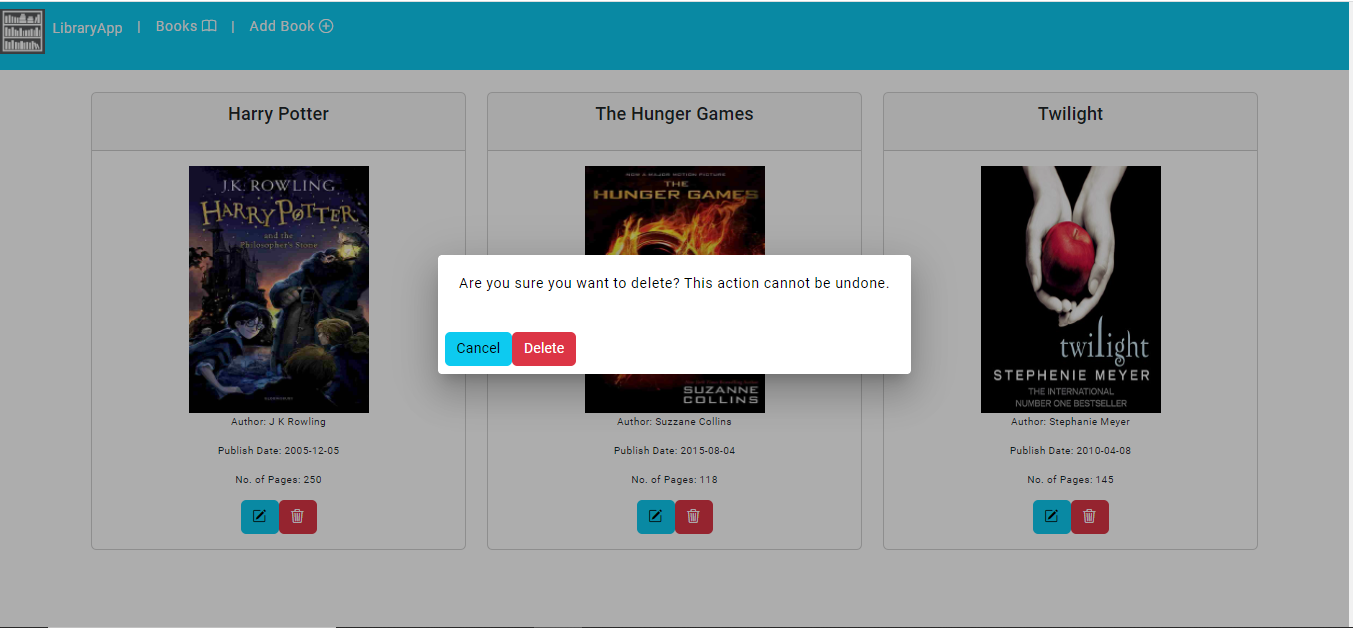 LibraryApp | Books | Add Book
Harry Potter
The Hunger Games
Twilight
J.K. ROWLING
HARRY POTTER
and the
Philosopher's Stone
BLOOMSBURY
NOW A MAJOR MOTION PICTURE
THE
HUNGER GAMES
SUZANNE
COLLINS
twilight
STEPHENIE MEYER
THE INTERNATIONAL
NUMBER ONE BESTSELLER
Are you sure you want to delete? This action cannot be undone.
Cancel Delete
Author: J K Rowling
Publish Date: 2005-12-05
No. of Pages: 250
Author: Suzzane Collins
Publish Date: 2015-08-04
No. of Pages: 118
Author: Stephanie Meyer
Publish Date: 2010-04-08
No. of Pages: 145